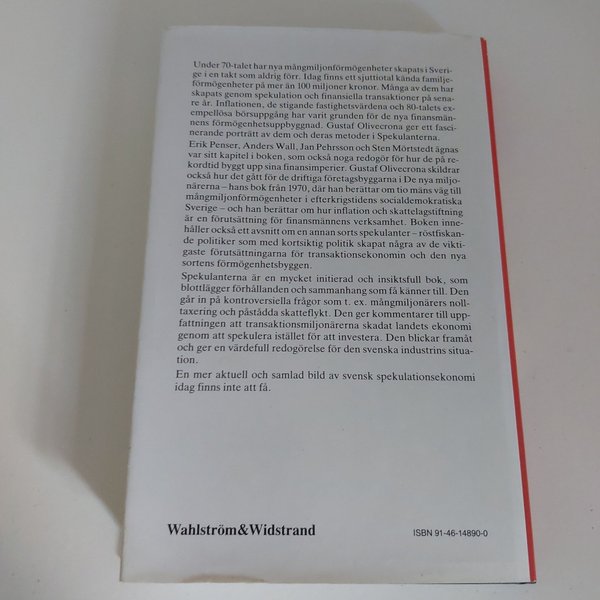 Under 70-talet har nya mångmiljonförmögenheter skapats i Sveri-
ge i en takt som aldrig förr. Idag finns ett sjuttiotal kända familje-
förmögenheter på mer än 100 miljoner kronor. Många av dem har
skapats genom spekulation och finansiella transaktioner på sena-
re år. Inflationen, de stigande fastighetsvärdena och 80-talets ex-
empellösa börsuppgång har varit grunden för de nya finansmän-
nens förmögenhetsuppbyggnad. Gustaf Olivecrona ger ett fasci-
nerande porträtt av dem och deras metoder i Spekulanterna.
Erik Penser, Anders Wall, Jan Pehrsson och Sten Mörtstedt ägnas
var sitt kapitel i boken, som också noga redogör för hur de på re-
kordtid byggt upp sina finansimperier. Gustaf Olivecrona skildrar
också hur det gått för de driftiga företagsbyggarna i De nya miljo-
närerna – hans bok från 1970, där han berättar om tio mäns väg till
mångmiljonförmögenheter i efterkrigstidens socialdemokratiska
Sverige – och han berättar om hur inflation och skattelagstiftning
är en förutsättning för finansmännens verksamhet. Boken inne-
håller också ett avsnitt om en annan sorts spekulanter – röstfiskan-
de politiker som med kortsiktig politik skapat några av de vikti-
gaste förutsättningarna för transaktionsekonomin och den nya
sortens förmögenhetsbyggen.
Spekulanterna är en mycket initierad och insiktsfull bok, som
blottlägger förhållanden och sammanhang som få känner till. Den
går in på kontroversiella frågor som t. ex. mångmiljonärers noll-
taxering och påstådda skatteflykt. Den ger kommentarer till upp-
fattningen att transaktionsmiljonärerna skadat landets ekonomi
genom att spekulera istället för att investera. Den blickar framåt
och ger en värdefull redogörelse för den svenska industrins situa-
tion.
En mer aktuell och samlad bild av svensk spekulationsekonomi
idag finns inte att få.
Wahlström&Widstrand
ISBN 91-46-14890-0